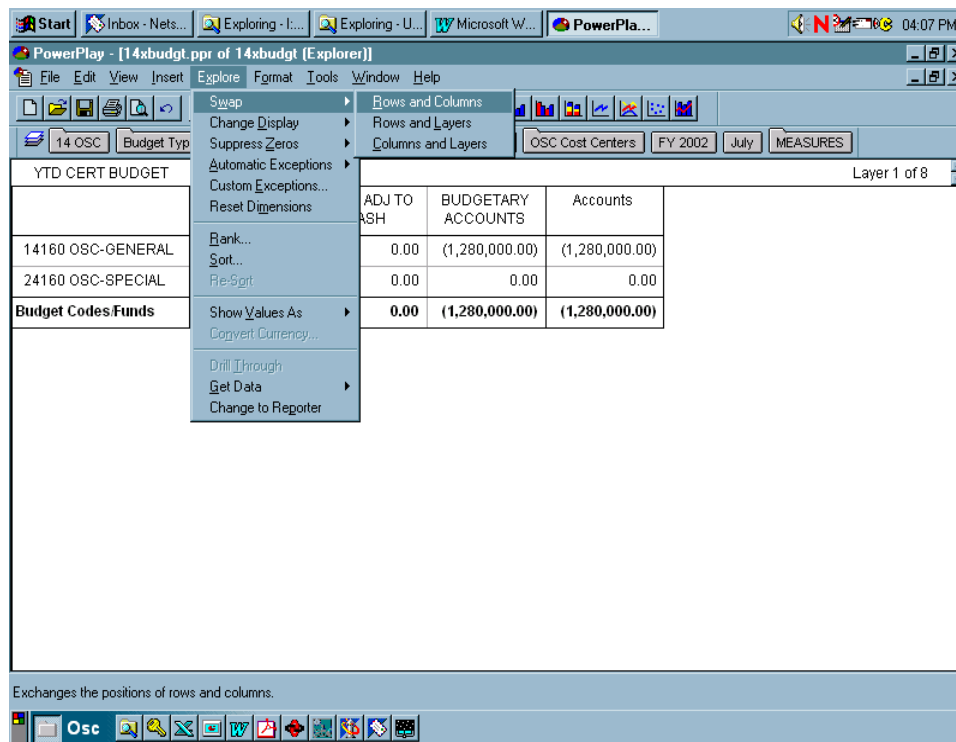 Start Inbox - Nets... Exploring - I:... Exploring - U... Microsoft W... PowerPla... N 04:07 PM
PowerPlay - [14xbudgt.ppr of 14xbudgt (Explorer)]
File Edit View Insert Explore Format Tools Window Help
Swap Rows and Columns
Change Display Rows and Layers
Suppress Zeros Columns and Layers
14 OSC Budget Typ OSC Cost Centers FY 2002 July MEASURES
Automatic Exceptions
YTD CERT BUDGET Layer 1 of 8
Custom Exceptions...
Reset Dimensions
ADJ TO BUDGETARY Accounts
ASH ACCOUNTS
Rank...
14160 OSC-GENERAL 0.00 (1,280,000.00) (1,280,000.00)
Sort...
24160 OSC-SPECIAL Re-Sort 0.00 0.00 0.00
Budget Codes/Funds Show Values As 0.00 (1,280,000.00) (1,280,000.00)
Convert Currency...
Drill Through
Get Data
Change to Reporter
Exchanges the positions of rows and columns.
Osc